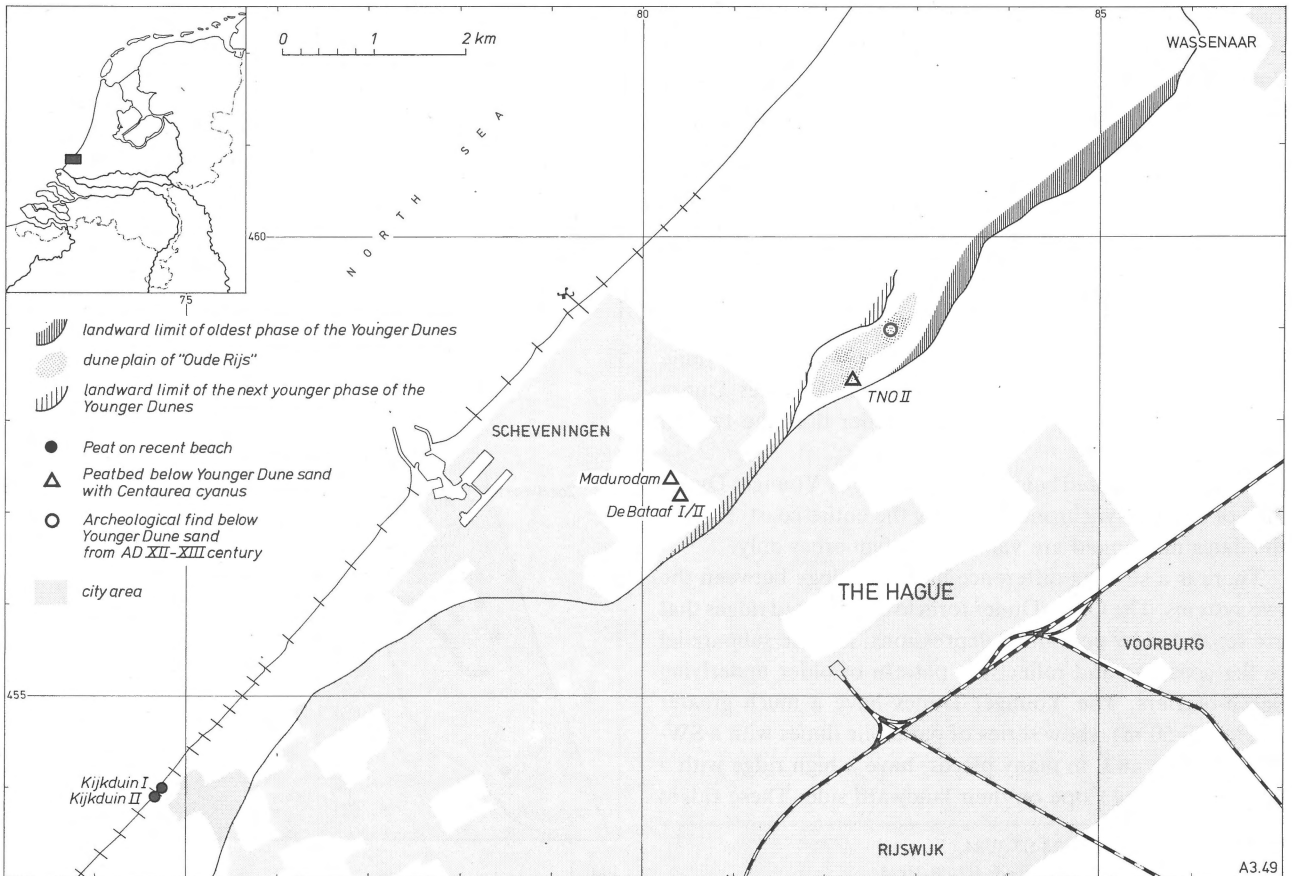 80
85
WASSENAAR
0 1 2 km
NORTH SEA
460
75
landward limit of oldest phase of the Younger Dunes
dune plain of "Oude Rijs"
landward limit of the next younger phase of the
Younger Dunes
TNO II
SCHEVENINGEN
Peat on recent beach
Peatbed below Younger Dune sand
with Centaurea cyanus
Madurodam
De Bataaf I/II
Archeological find below
Younger Dune sand
from AD XII-XIII century
city area
THE HAGUE
VOORBURG
455
Kijkduin I
Kijkduin II
RIJSWIJK
A3.49